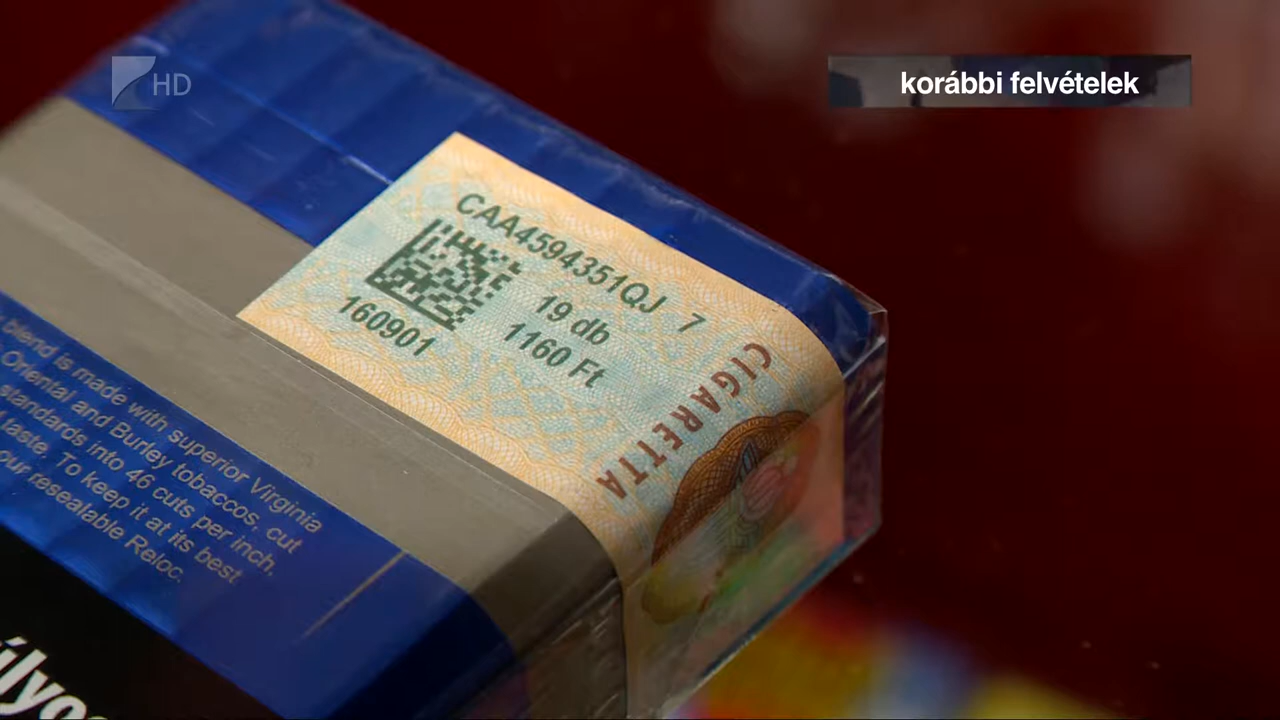 HD
korábbi felvételek
CAA4594351QJ 7
19 db
1160 Ft
160901
CIGARETTA
blend is made with superior Virginia
Oriental and Burley tobaccos, cut
standards into 46 cuts per inch.
taste. To keep it at its best
our resealable Reloc.